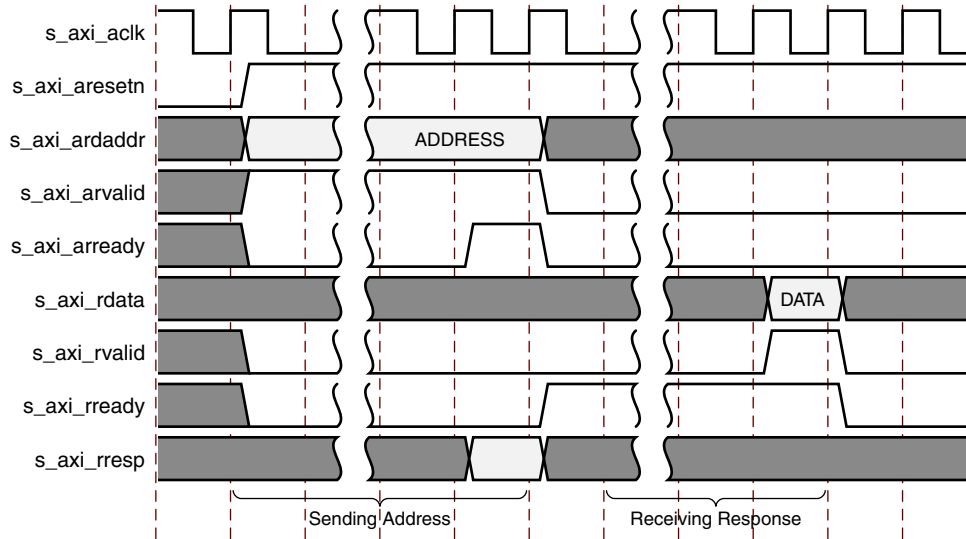 s_axi_aclk
s_axi_aresetn
s_axi_ardaddr
ADDRESS
s_axi_arvalid
s_axi_arready
s_axi_rdata
DATA
s_axi_rvalid
s_axi_rready
s_axi_rresp
Sending Address
Receiving Response